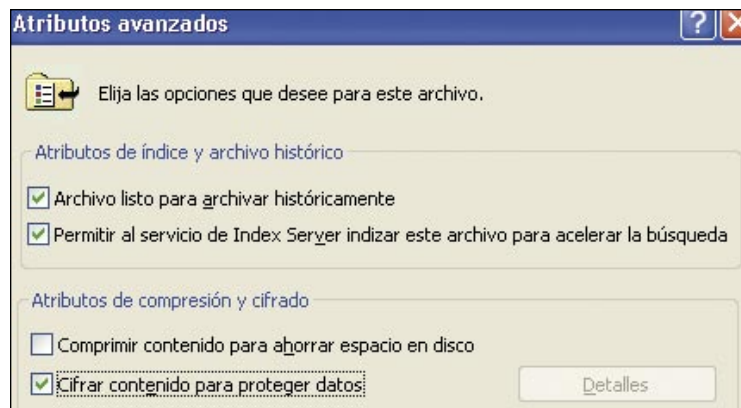 Atributos avanzados
Elija las opciones que desee para este archivo.
Atributos de índice y archivo histórico
Archivo listo para archivar históricamente
Permitir al servicio de Index Server indizar este archivo para acelerar la búsqueda
Atributos de compresión y cifrado
Comprimir contenido para ahorrar espacio en disco
Cifrar contenido para proteger datos
Detalles